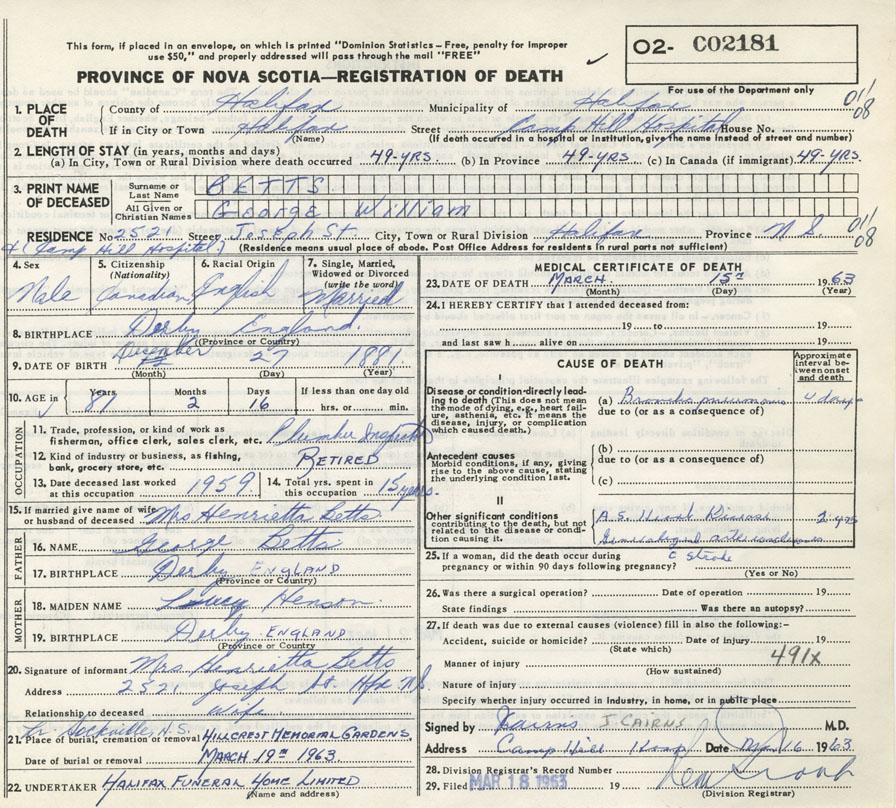 This form, if placed in an envelope, on which is printed "Dominion Statistics – Free, penalty for improper
use $50," and properly addressed will pass through the mail "FREE"
O2- C02181
For use of the Department only
PROVINCE OF NOVA SCOTIA—REGISTRATION OF DEATH
1. PLACE OF DEATH
County of Halifax Municipality of Halifax 011/08
If in City or Town Halifax Street Camp Hill Hospital House No.
(Name) (If death occurred in a hospital or institution, give the name instead of street and number)
2. LENGTH OF STAY (in years, months and days)
(a) In City, Town or Rural Division where death occurred 49-YRS. (b) In Province 49-YRS. (c) In Canada (if immigrant) 49-YRS.
3. PRINT NAME OF DECEASED
Surname or Last Name BETTS
All Given or Christian Names George William
RESIDENCE No 2521 Street Joseph St City, Town or Rural Division Halifax Province N.S. 011/08
(Camp Hill Hospital) (Residence means usual place of abode. Post Office Address for residents in rural parts not sufficient)
4. Sex Male
5. Citizenship (Nationality) Canadian
6. Racial Origin English
7. Single, Married, Widowed or Divorced (write the word) Married
8. BIRTHPLACE Derby England.
(Province or Country)
9. DATE OF BIRTH December 27 1881
(Month) (Day) (Year)
10. AGE in Years 81 Months 2 Days 16 If less than one day old hrs. or min.
OCCUPATION
11. Trade, profession, or kind of work as fisherman, office clerk, sales clerk, etc. Plumber Inspector
12. Kind of industry or business, as fishing, bank, grocery store, etc. RETIRED
13. Date deceased last worked at this occupation 1959
14. Total yrs. spent in this occupation 15 years.
15. If married give name of wife or husband of deceased Mrs Henrietta Betts
FATHER
16. NAME George Betts
17. BIRTHPLACE Derby ENGLAND
(Province or Country)
MOTHER
18. MAIDEN NAME Lucy Henson
19. BIRTHPLACE Derby ENGLAND
(Province or Country
20. Signature of informant Mrs Henrietta Betts
Address 2521 Joseph St. Hfx N.S.
Relationship to deceased wife
Sackville, N.S.
21. Place of burial, cremation or removal HILLCREST MEMORIAL GARDENS
Date of burial or removal MARCH 19TH 1963
22. UNDERTAKER HALIFAX FUNERAL HOME LIMITED
(Name and address)
MEDICAL CERTIFICATE OF DEATH
23. DATE OF DEATH MARCH 15th 1963
(Month) (Day) (Year)
24. I HEREBY CERTIFY that I attended deceased from:
19 to 19
and last saw h alive on 19
CAUSE OF DEATH
Approximate interval between onset and death
I
Disease or condition directly leading to death (This does not mean the mode of dying, e.g., heart failure, asthenia, etc. It means the disease, injury, or complication which caused death.)
(a) Broncho pneumonia 4 days
due to (or as a consequence of)
Antecedent causes
Morbid conditions, if any, giving rise to the above cause, stating the underlying condition last.
(b)
due to (or as a consequence of)
(c)
II
Other significant conditions contributing to the death, but not related to the disease or condition causing it.
A.S. Heart Disease 2 yrs
c stroke
25. If a woman, did the death occur during pregnancy or within 90 days following pregnancy?
(Yes or No)
26. Was there a surgical operation? Date of operation 19
State findings Was there an autopsy?
27. If death was due to external causes (violence) fill in also the following:–
Accident, suicide or homicide? Date of injury 19
(State which)
Manner of injury 491X
(How sustained)
Nature of injury
Specify whether injury occurred in industry, in home, or in public place
Signed by J. CAIRNS M.D.
Address Camp Hill Hosp Date 16 1963
28. Division Registrar's Record Number
29. Filed MAR 18 1963 19
(Division Registrar)